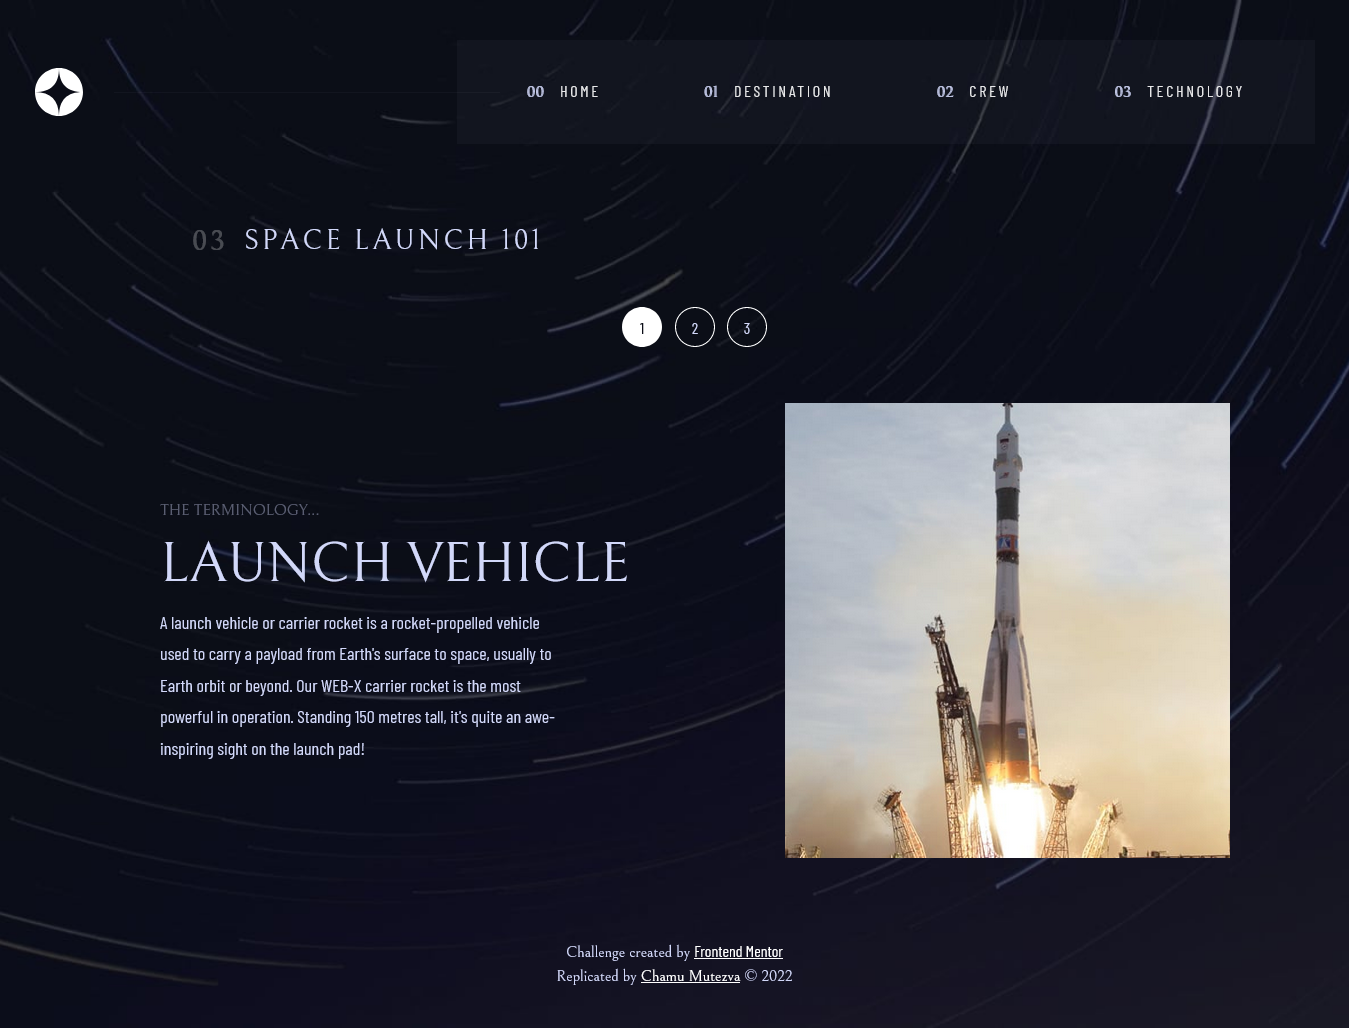 00 HOME 01 DESTINATION 02 CREW 03 TECHNOLOGY
03 SPACE LAUNCH 101
1 2 3
THE TERMINOLOGY...
LAUNCH VEHICLE
A launch vehicle or carrier rocket is a rocket-propelled vehicle
used to carry a payload from Earth's surface to space, usually to
Earth orbit or beyond. Our WEB-X carrier rocket is the most
powerful in operation. Standing 150 metres tall, it's quite an awe-
inspiring sight on the launch pad!
Challenge created by Frontend Mentor
Replicated by Chamu Mutezva © 2022